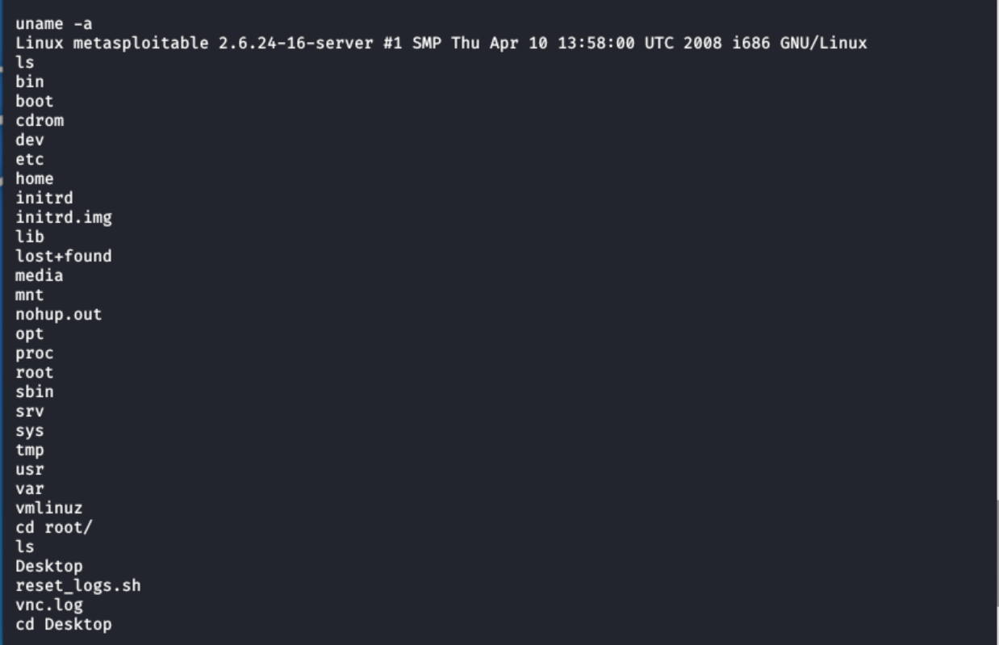 uname -a
Linux metasploitable 2.6.24-16-server #1 SMP Thu Apr 10 13:58:00 UTC 2008 i686 GNU/Linux
ls
bin
boot
cdrom
dev
etc
home
initrd
initrd.img
lib
lost+found
media
mnt
nohup.out
opt
proc
root
sbin
srv
sys
tmp
usr
var
vmlinuz
cd root/
ls
Desktop
reset_logs.sh
vnc.log
cd Desktop